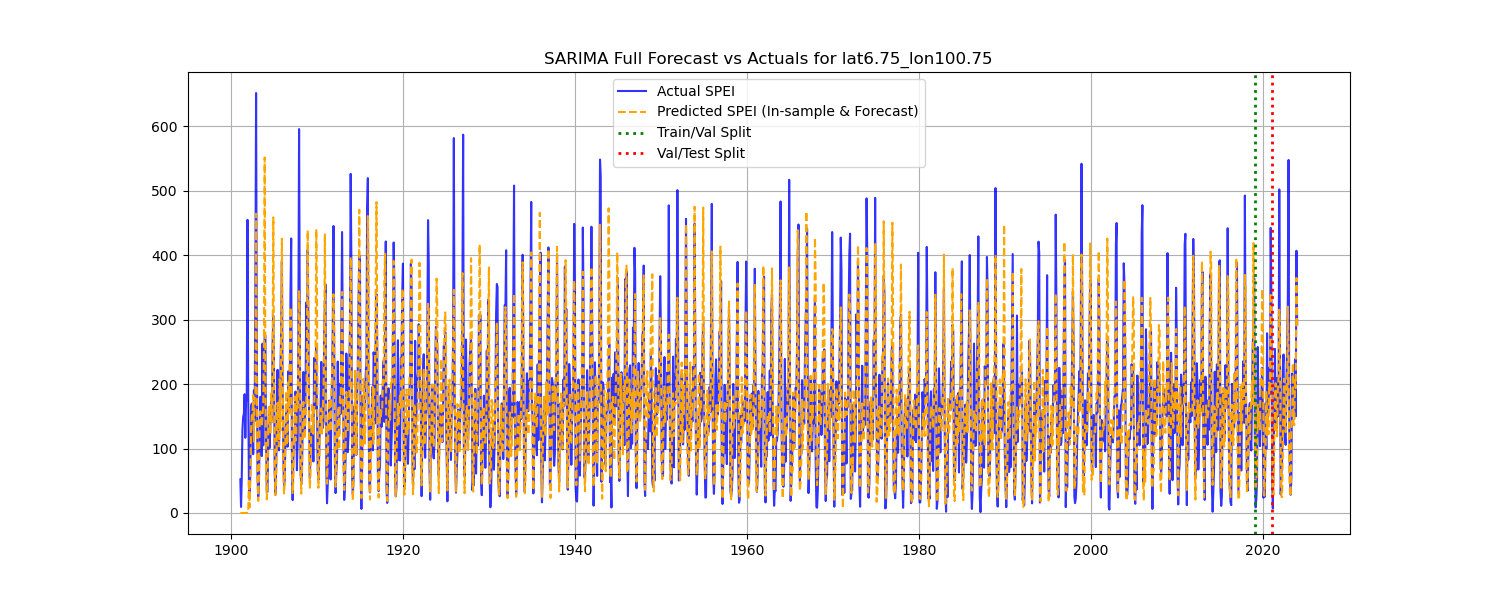 SARIMA Full Forecast vs Actuals for lat6.75_lon100.75
Actual SPEI
Predicted SPEI (In-sample & Forecast)
Train/Val Split
Val/Test Split
600
500
400
300
200
100
0
1900
1920
1940
1960
1980
2000
2020